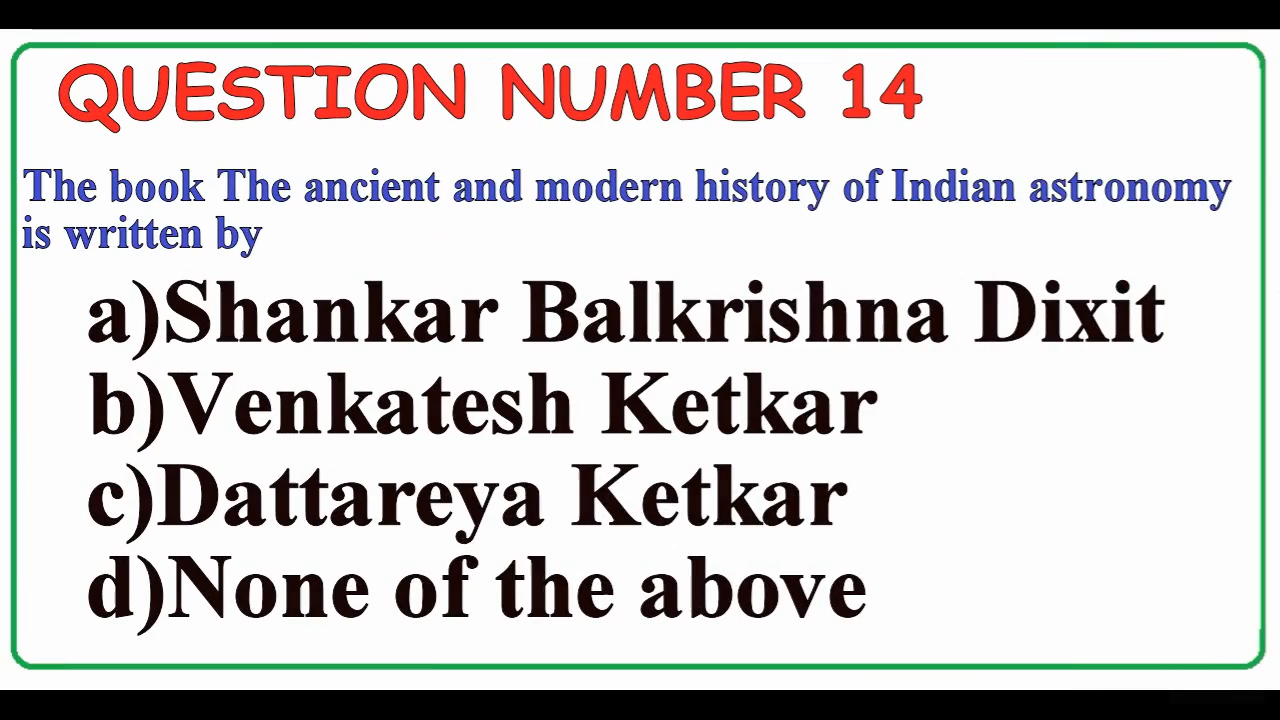 QUESTION NUMBER 14
The book The ancient and modern history of Indian astronomy
is written by
a)Shankar Balkrishna Dixit
b)Venkatesh Ketkar
c)Dattareya Ketkar
d)None of the above